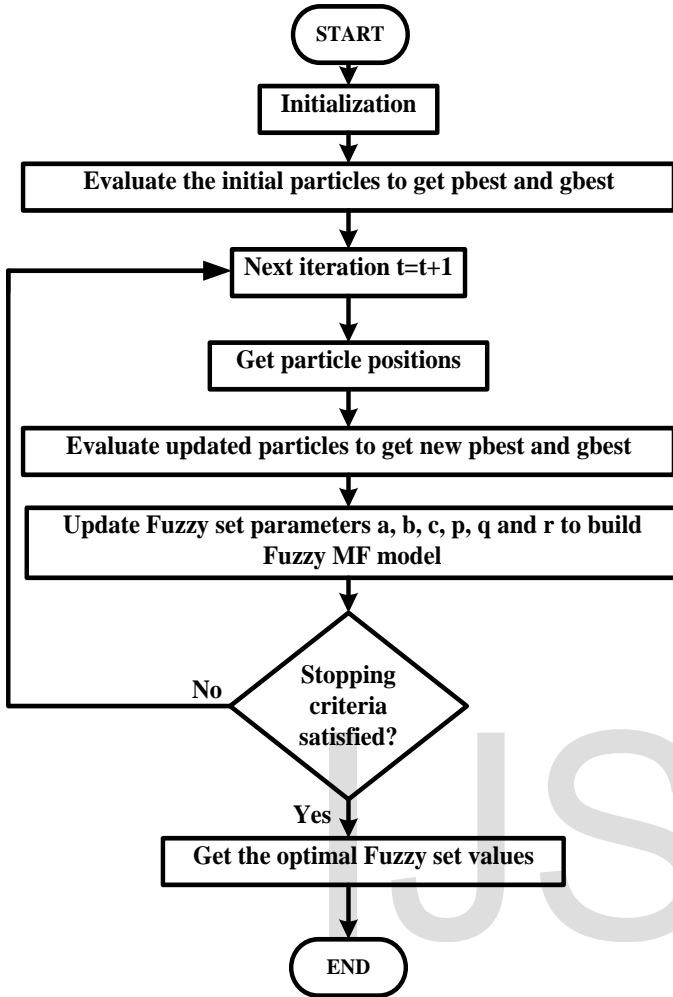 START
Initialization
Evaluate the initial particles to get pbest and gbest
Next iteration t=t+1
Get particle positions
Evaluate updated particles to get new pbest and gbest
Update Fuzzy set parameters a, b, c, p, q and r to build
Fuzzy MF model
No
Stopping
criteria
satisfied?
Yes
Get the optimal Fuzzy set values
END
IJS